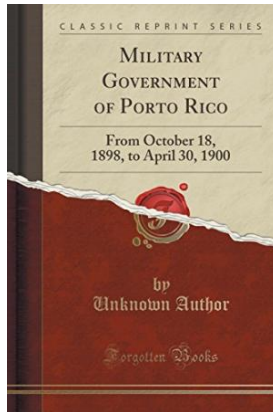 CLASSIC REPRINT SERIES
MILITARY
GOVERNMENT
OF PORTO RICO
From October 18,
1898, to April 30, 1900
by
Unknown Author
Forgotten Books